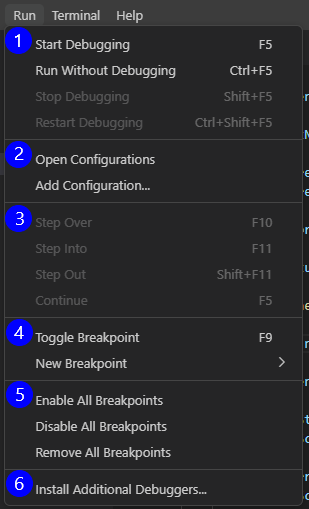 Run Terminal Help
1 Start Debugging F5
Run Without Debugging Ctrl+F5
Stop Debugging Shift+F5
Restart Debugging Ctrl+Shift+F5
2 Open Configurations
Add Configuration...
3 Step Over F10
Step Into F11
Step Out Shift+F11
Continue F5
4 Toggle Breakpoint F9
New Breakpoint
5 Enable All Breakpoints
Disable All Breakpoints
Remove All Breakpoints
6 Install Additional Debuggers...